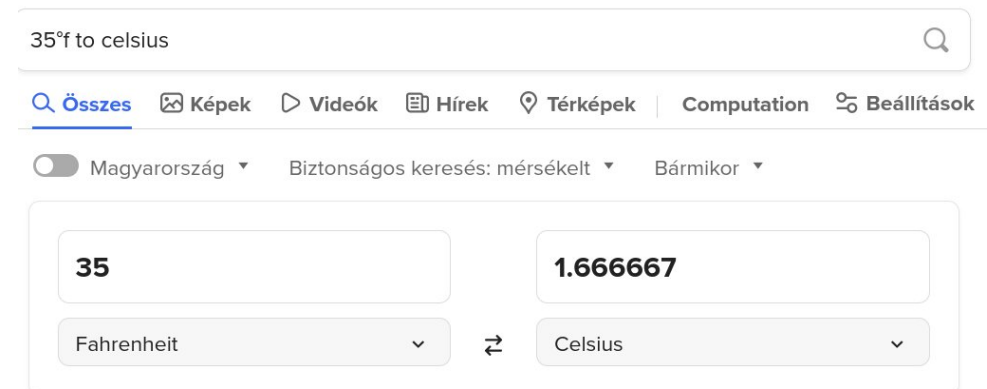 35°f to celsius
Összes Képek Videók Hírek Térképek Computation Beállítások
Magyarország Biztonságos keresés: mérsékelt Bármikor
35 1.666667
Fahrenheit Celsius